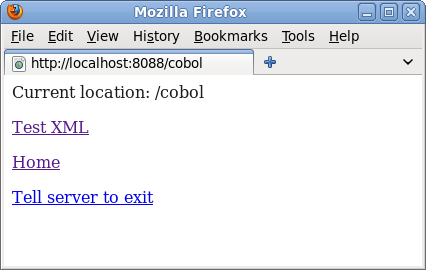 Mozilla Firefox
File Edit View History Bookmarks Tools Help
http://localhost:8088/cobol
Current location: /cobol
Test XML
Home
Tell server to exit